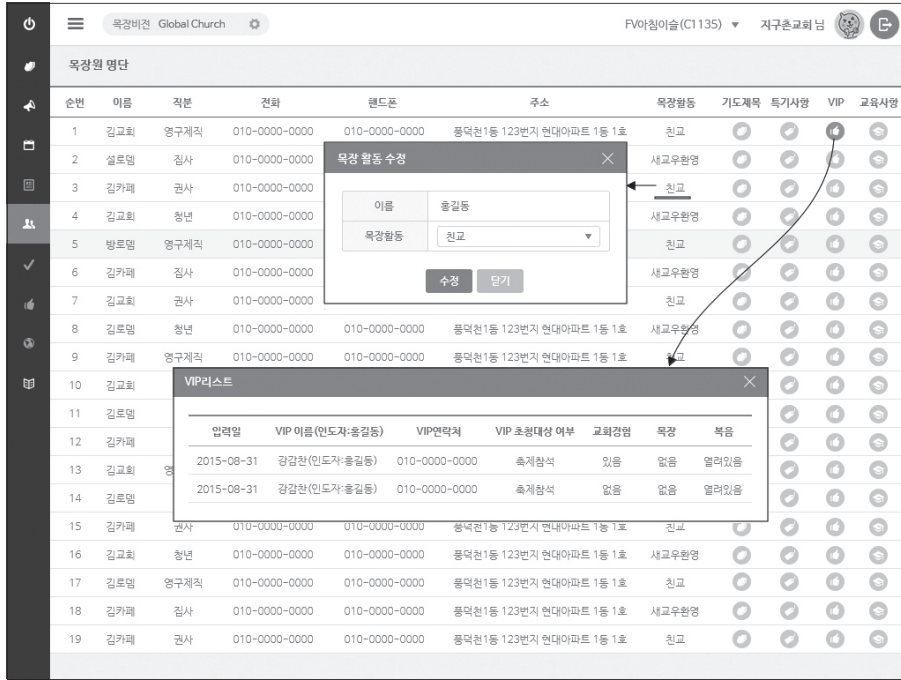 목장비전 Global Church
FV아침이슬(C1135) ▼ 지구촌교회 님
목장원 명단
순번 이름 직분 전화 핸드폰 주소 목장활동 기도제목 특기사항 VIP 교육사항
1 김교회 영구제직 010-0000-0000 010-0000-0000 풍덕천1동 123번지 현대아파트 1동 1호 친교
2 설로뎀 집사 010-0000-0000 새교우환영
3 김카페 권사 010-0000-0000 친교
4 김교회 청년 010-0000-0000 새교우환영
5 방로뎀 영구제직 010-0000-0000 친교
6 김카페 집사 010-0000-0000 새교우환영
7 김교회 권사 010-0000-0000 친교
8 김로뎀 청년 010-0000-0000 010-0000-0000 풍덕천1동 123번지 현대아파트 1동 1호 새교우환영
9 김카페 영구제직 010-0000-0000 010-0000-0000 풍덕천1동 123번지 현대아파트 1동 1호 친교
10 김교회
11 김로뎀
12 김카페
13 김교회 영
14 김로뎀
15 김카페 권사 010-0000-0000 010-0000-0000 풍덕천1동 123번지 현대아파트 1동 1호 친교
16 김교회 청년 010-0000-0000 010-0000-0000 풍덕천1동 123번지 현대아파트 1동 1호 새교우환영
17 김로뎀 영구제직 010-0000-0000 010-0000-0000 풍덕천1동 123번지 현대아파트 1동 1호 친교
18 김카페 집사 010-0000-0000 010-0000-0000 풍덕천1동 123번지 현대아파트 1동 1호 새교우환영
19 김카페 권사 010-0000-0000 010-0000-0000 풍덕천1동 123번지 현대아파트 1동 1호 친교
목장 활동 수정
이름 홍길동
목장활동 친교 ▼
수정 닫기
VIP리스트
입력일 VIP 이름(인도자:홍길동) VIP연락처 VIP 초청대상 여부 교회경험 목장 복음
2015-08-31 강감찬(인도자:홍길동) 010-0000-0000 축제참석 있음 없음 열려있음
2015-08-31 강감찬(인도자:홍길동) 010-0000-0000 축제참석 없음 없음 열려있음